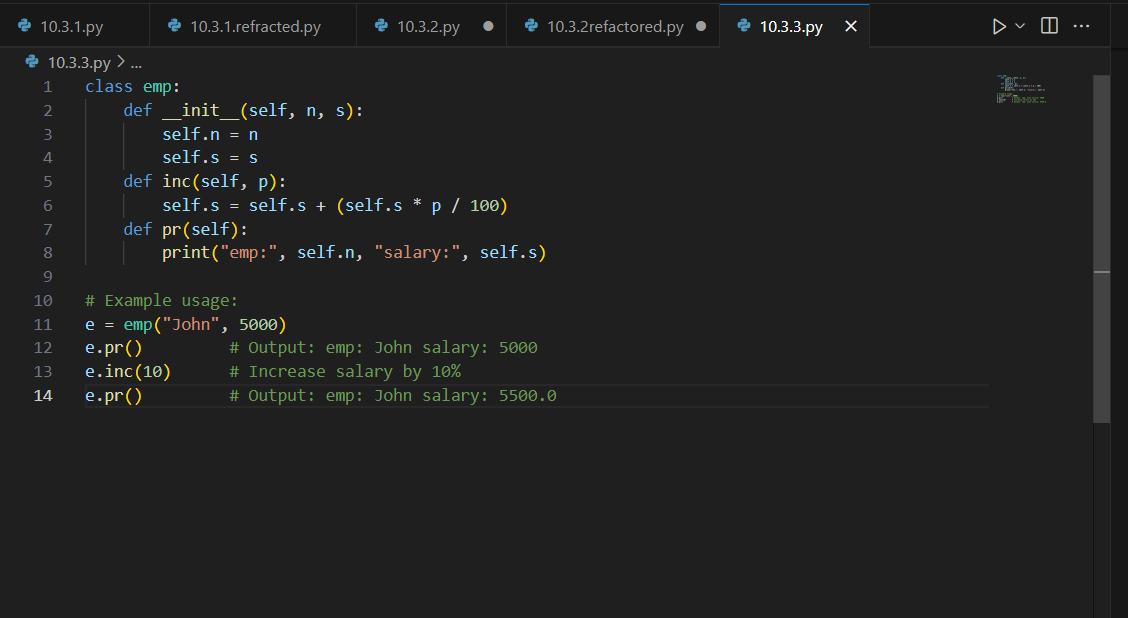 10.3.1.py 10.3.1.refracted.py 10.3.2.py 10.3.2refactored.py 10.3.3.py
10.3.3.py > ...
1 class emp:
2     def __init__(self, n, s):
3         self.n = n
4         self.s = s
5     def inc(self, p):
6         self.s = self.s + (self.s * p / 100)
7     def pr(self):
8         print("emp:", self.n, "salary:", self.s)
9
10 # Example usage:
11 e = emp("John", 5000)
12 e.pr()         # Output: emp: John salary: 5000
13 e.inc(10)      # Increase salary by 10%
14 e.pr()         # Output: emp: John salary: 5500.0